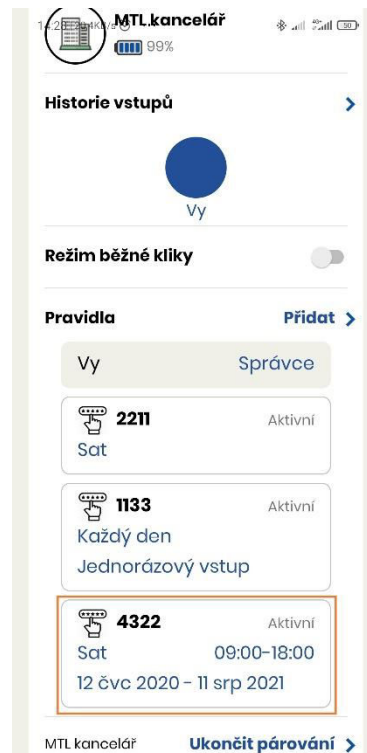 MTL.kancelář
99%
Historie vstupů
Vy
Režim běžné kliky
Pravidla Přidat
Vy Správce
2211 Aktivní
Sat
1133 Aktivní
Každý den
Jednorázový vstup
4322 Aktivní
Sat 09:00-18:00
12 čvc 2020 - 11 srp 2021
MTL kancelář Ukončit párování